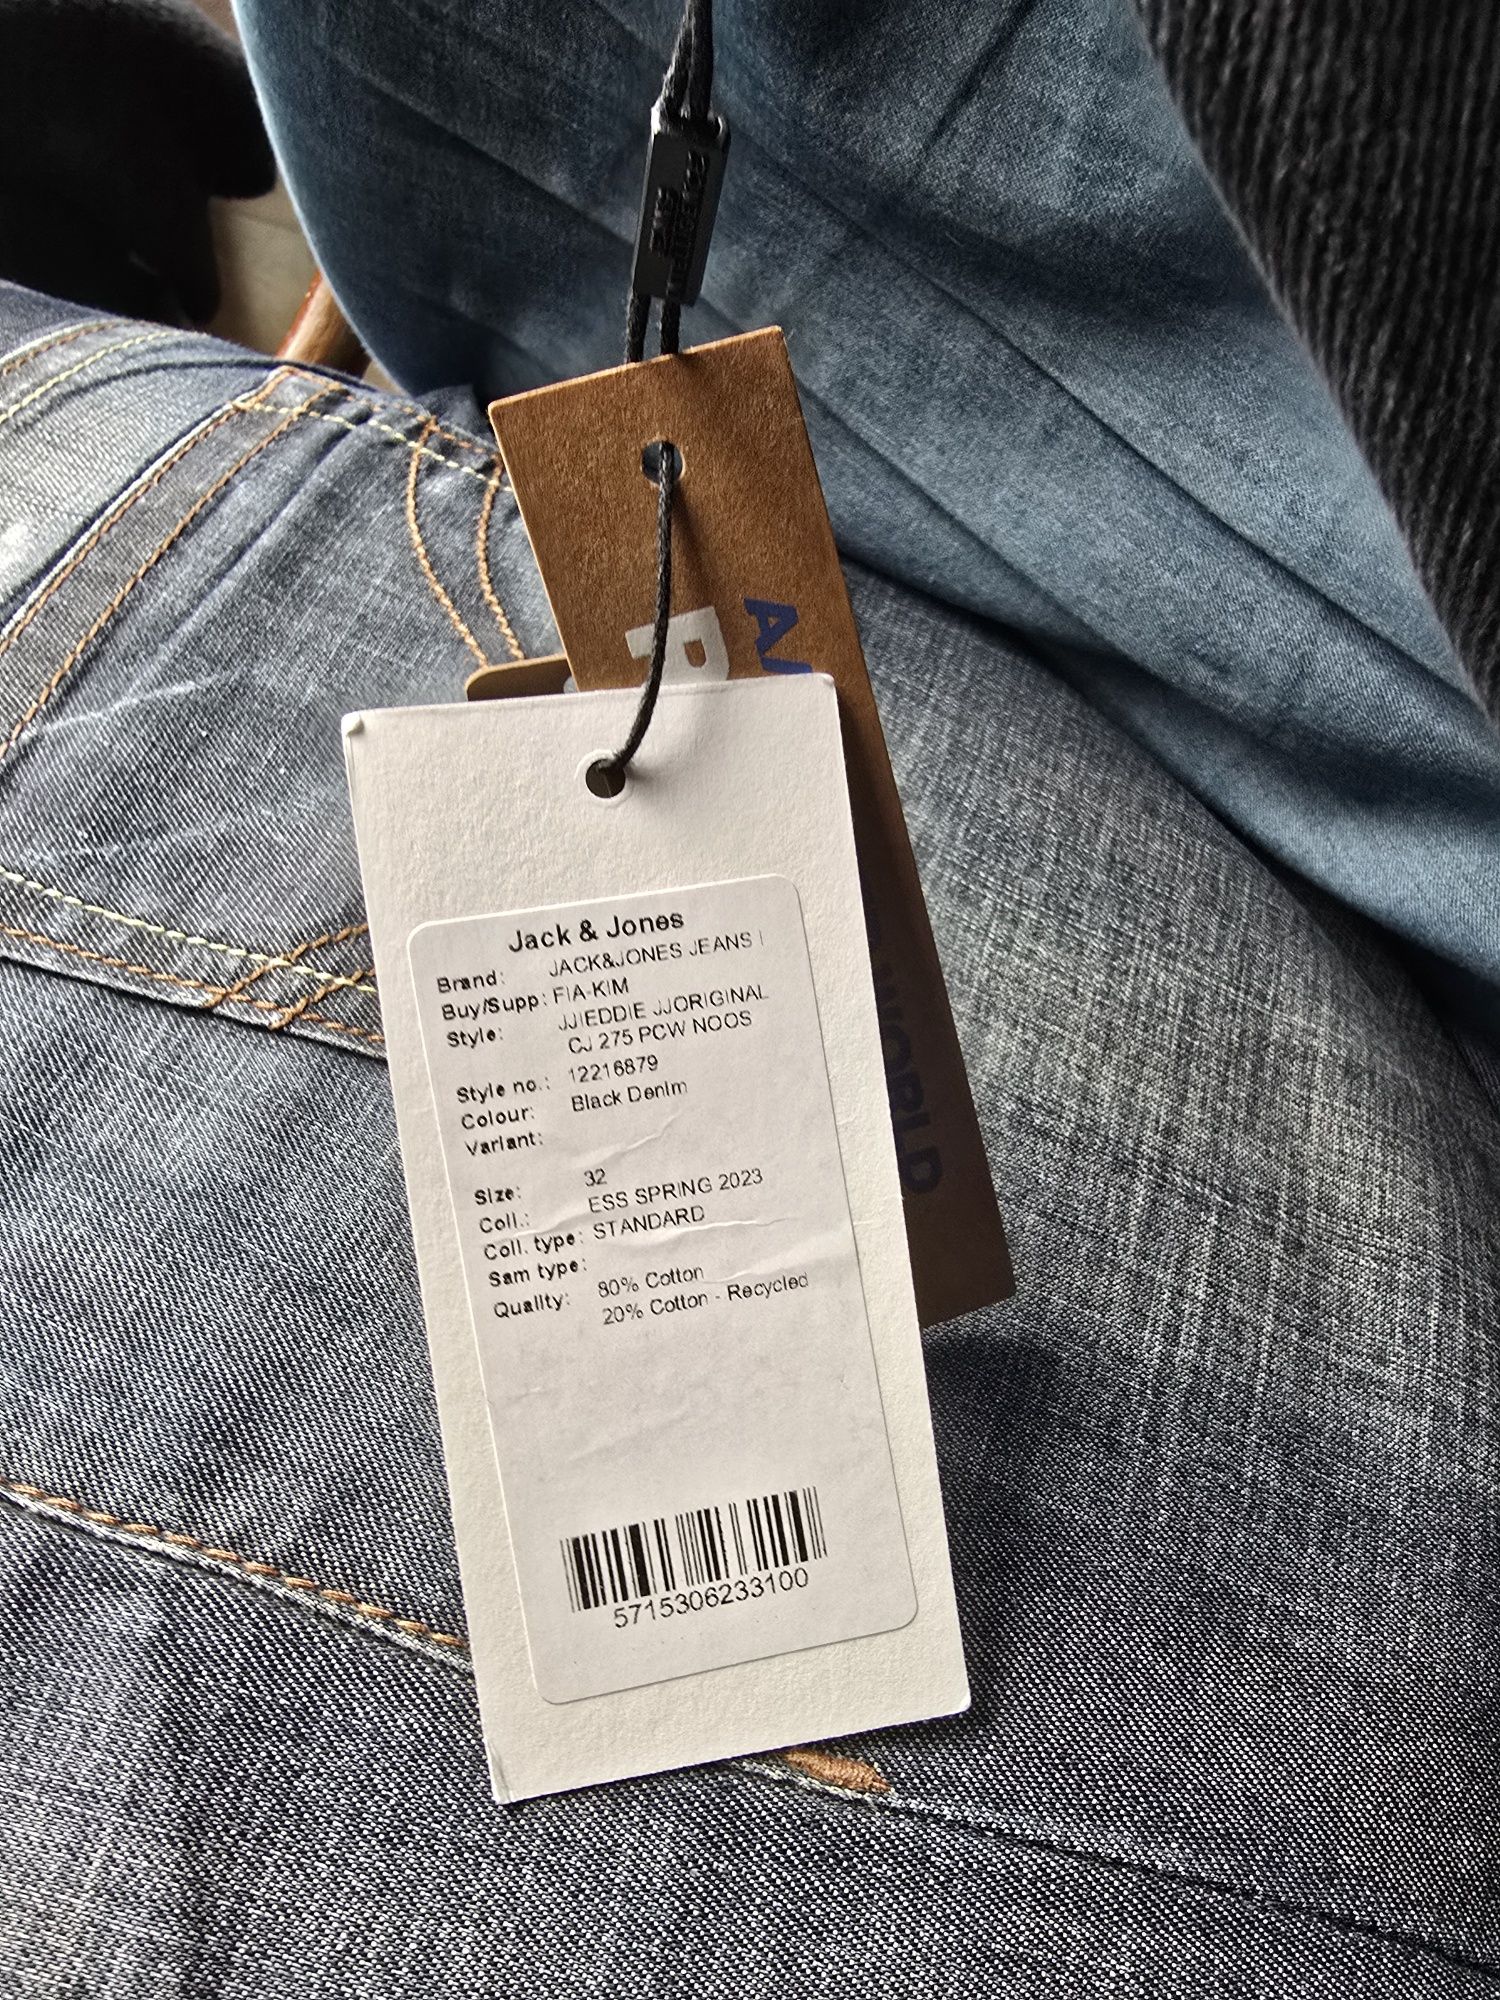 A
R
WORLD
Jack & Jones
Brand: JACK&JONES JEANS I
Buy/Supp: FIA-KIM
Style: JJIEDDIE JJORIGINAL
CJ 275 PCW NOOS
Style no.: 12216879
Colour: Black Denim
Variant:
Size: 32
Coll.: ESS SPRING 2023
Coll. type: STANDARD
Sam type:
Quality: 80% Cotton
20% Cotton - Recycled
5715306233100